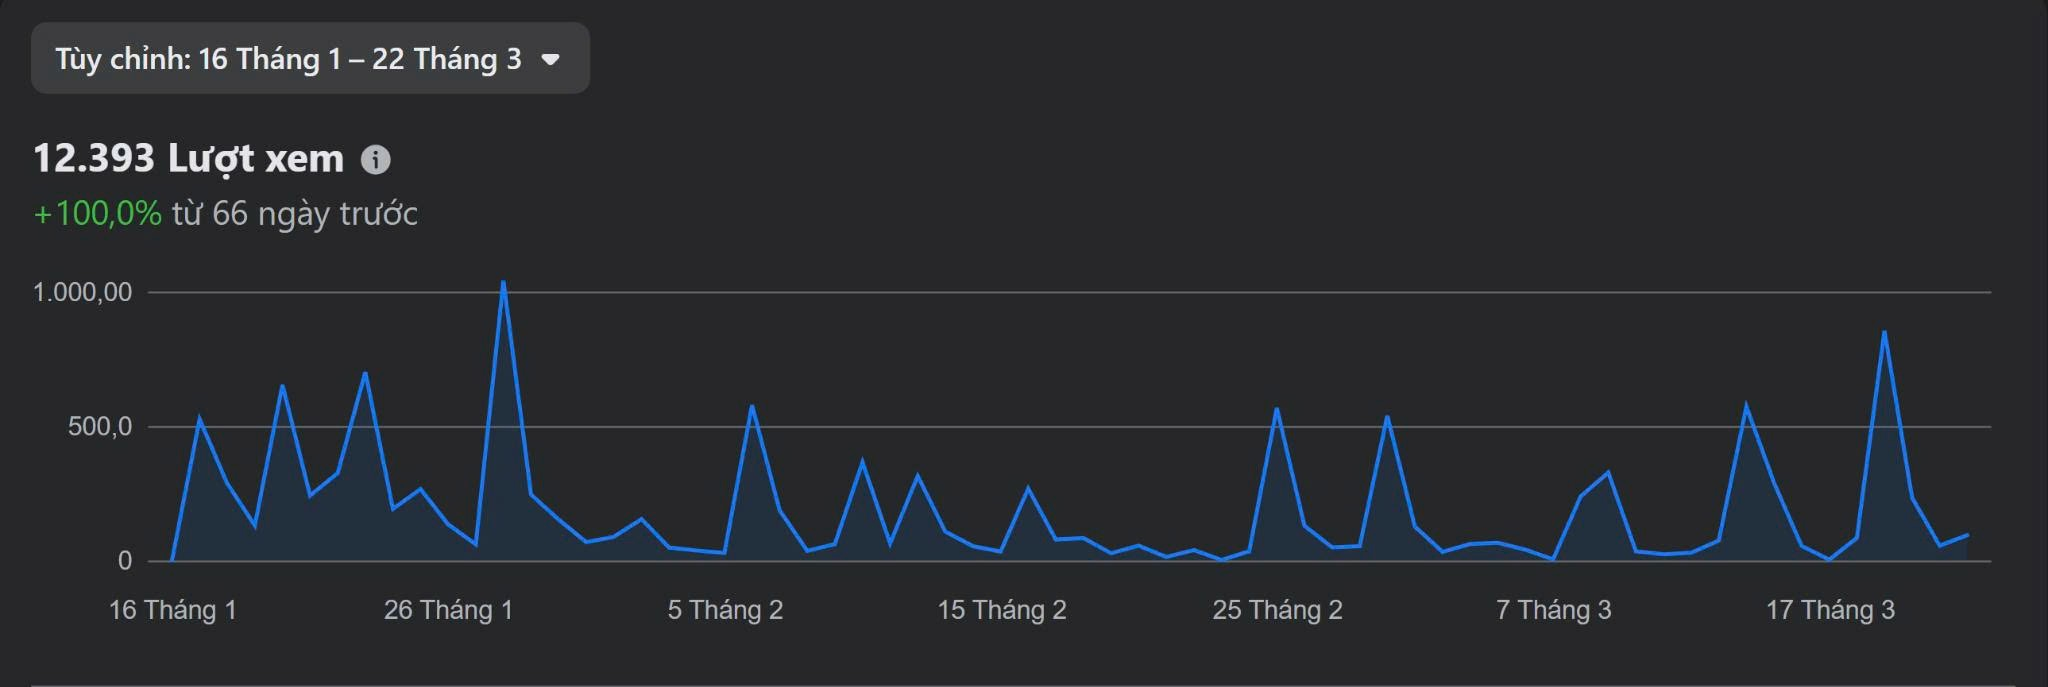 Tùy chỉnh: 16 Tháng 1 – 22 Tháng 3
12.393 Lượt xem
+100,0% từ 66 ngày trước
1.000,00
500,0
0
16 Tháng 1 26 Tháng 1 5 Tháng 2 15 Tháng 2 25 Tháng 2 7 Tháng 3 17 Tháng 3